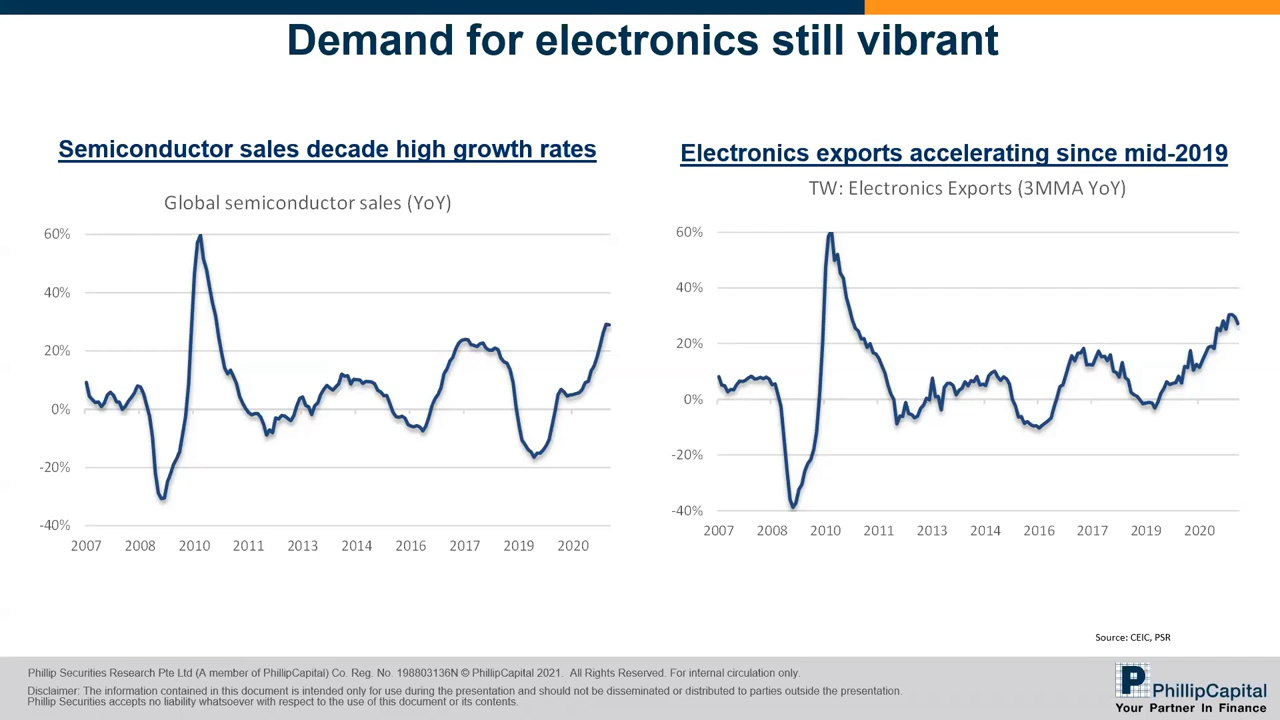 Demand for electronics still vibrant
Semiconductor sales decade high growth rates
Global semiconductor sales (YoY)
60%
40%
20%
0%
-20%
-40%
2007 2008 2010 2011 2013 2014 2016 2017 2019 2020
Electronics exports accelerating since mid-2019
TW: Electronics Exports (3MMA YoY)
60%
40%
20%
0%
-20%
-40%
2007 2008 2010 2011 2013 2014 2016 2017 2019 2020
Source: CEIC, PSR
Phillip Securities Research Pte Ltd (A member of PhillipCapital) Co. Reg. No. 198803136N © PhillipCapital 2021. All Rights Reserved. For internal circulation only.
Disclaimer: The information contained in this document is intended only for use during the presentation and should not be disseminated or distributed to parties outside the presentation.
Phillip Securities accepts no liability whatsoever with respect to the use of this document or its contents.
P
PhillipCapital
Your Partner In Finance